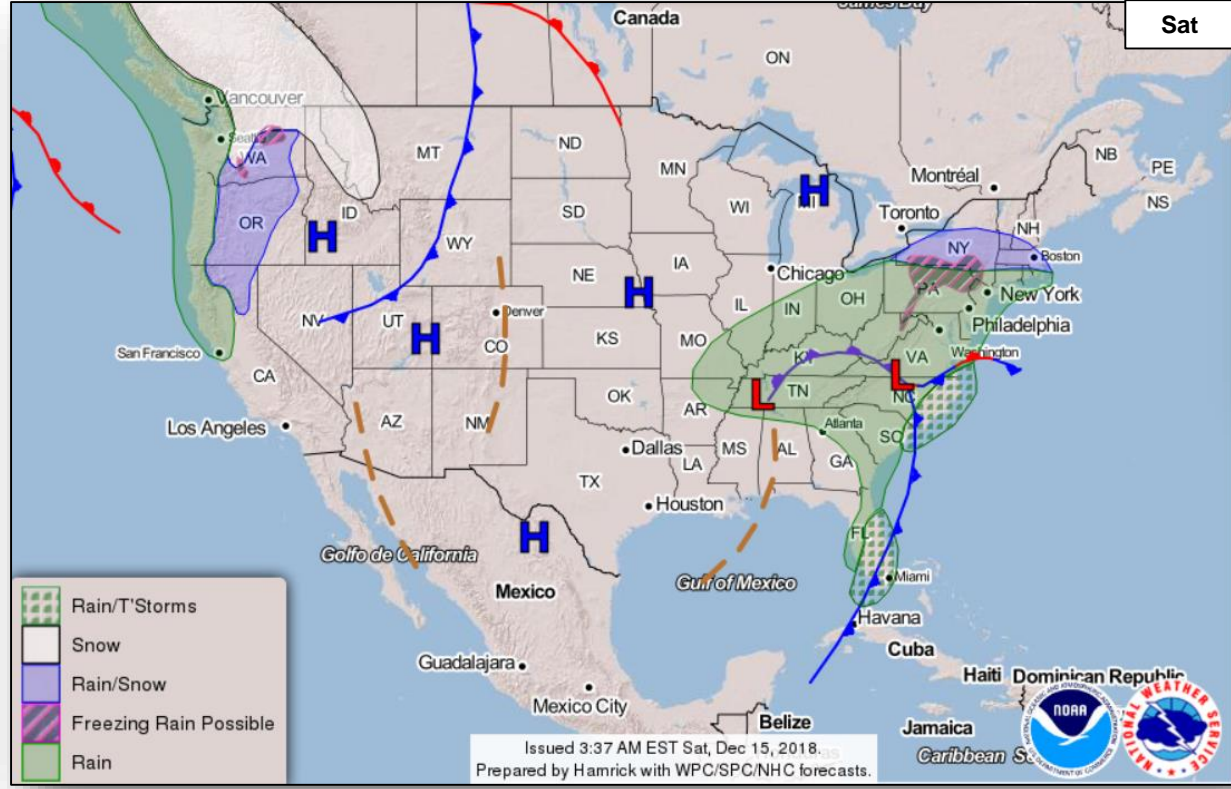 Sat
James Bay
Canada
ON
Vancouver
Seattle
WA
MT
ND
MN
Montréal
NB
PE
NS
OR
ID
H
WY
SD
WI
H
MI
Toronto
NY
NH
Boston
NE
H
IA
Chicago
IL
IN
OH
PA
New York
Philadelphia
NV
UT
H
Denver
CO
KS
MO
KY
VA
Washington
San Francisco
CA
L
TN
L
NC
AZ
NM
OK
AR
Atlanta
SC
Los Angeles
Dallas
LA
MS
AL
GA
TX
Houston
FL
H
Golfo de California
Mexico
Gulf of Mexico
Miami
Havana
Cuba
Guadalajara
Mexico City
Haiti
Dominican Republic
Belize
Jamaica
Caribbean
Rain/T'Storms
Snow
Rain/Snow
Freezing Rain Possible
Rain
Issued 3:37 AM EST Sat, Dec 15, 2018.
Prepared by Hamrick with WPC/SPC/NHC forecasts.
NOAA
NATIONAL WEATHER SERVICE